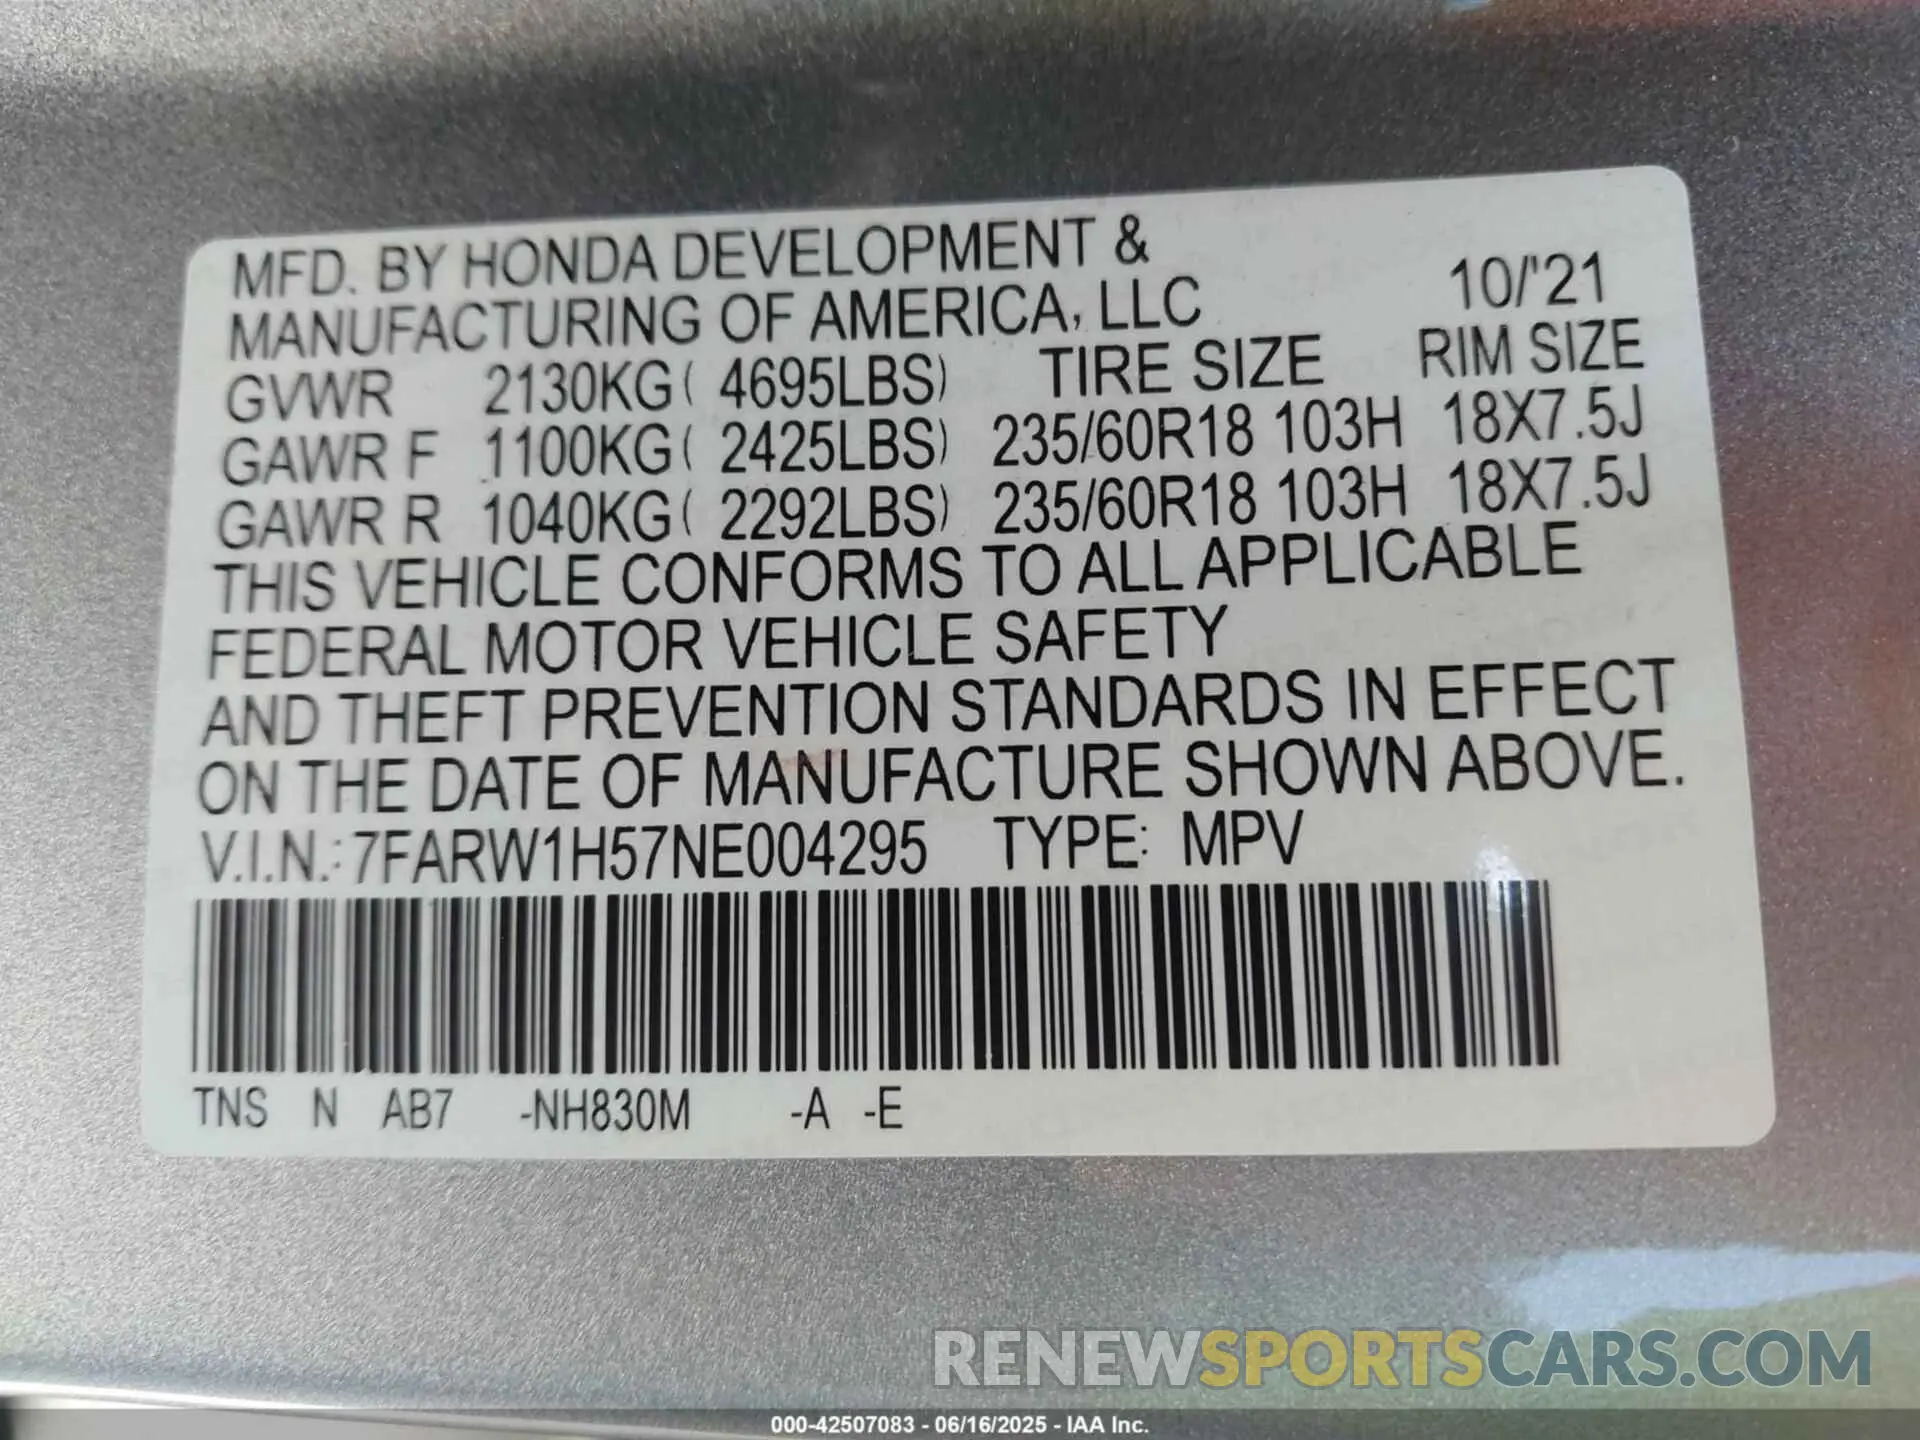 MFD. BY HONDA DEVELOPMENT &
MANUFACTURING OF AMERICA, LLC 10/'21
GVWR 2130KG( 4695LBS) TIRE SIZE RIM SIZE
GAWR F 1100KG( 2425LBS) 235/60R18 103H 18X7.5J
GAWR R 1040KG( 2292LBS) 235/60R18 103H 18X7.5J
THIS VEHICLE CONFORMS TO ALL APPLICABLE
FEDERAL MOTOR VEHICLE SAFETY
AND THEFT PREVENTION STANDARDS IN EFFECT
ON THE DATE OF MANUFACTURE SHOWN ABOVE.
V.I.N.: 7FARW1H57NE004295 TYPE: MPV
TNS N AB7 -NH830M -A -E
RENEWSPORTSCARS.COM
000-42507083 - 06/16/2025 - IAA Inc.